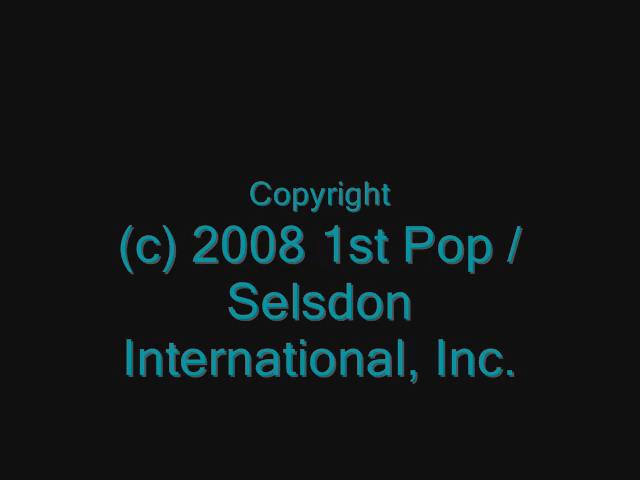 Copyright
(c) 2008 1st Pop /
Selsdon
International, Inc.